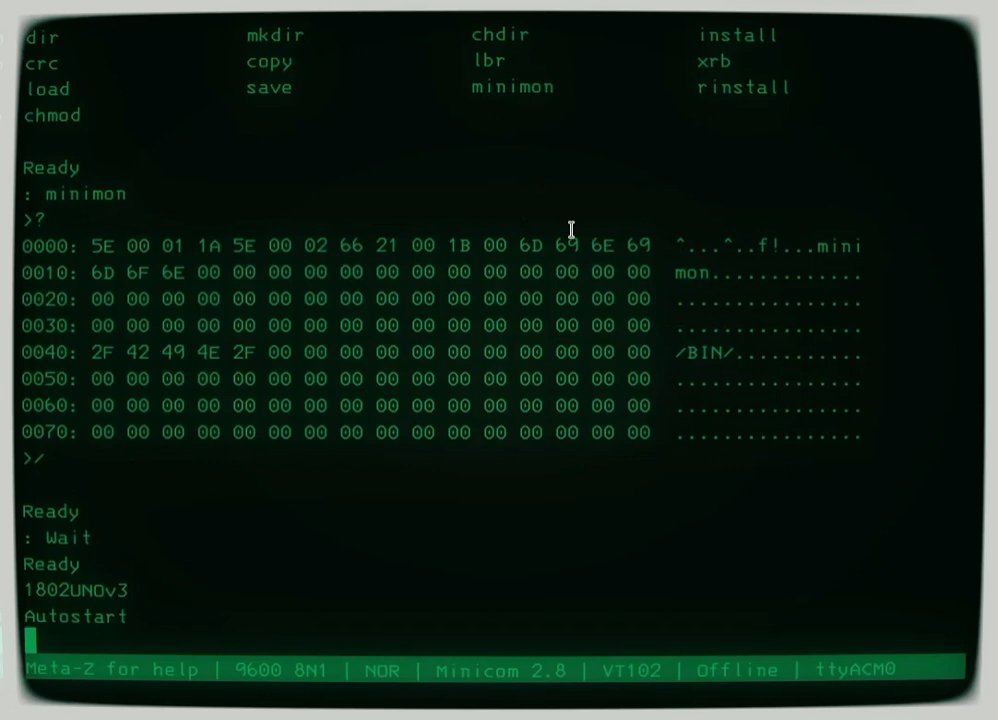 dir mkdir chdir install
crc copy lbr xrb
load save minimon rinstall
chmod
Ready
: minimon
>?
0000: 5E 00 01 1A 5E 00 02 66 21 00 1B 00 6D 69 6E 69 ^...^..f!...mini
0010: 6D 6F 6E 00 00 00 00 00 00 00 00 00 00 00 00 00 mon.............
0020: 00 00 00 00 00 00 00 00 00 00 00 00 00 00 00 00 ................
0030: 00 00 00 00 00 00 00 00 00 00 00 00 00 00 00 00 ................
0040: 2F 42 49 4E 2F 00 00 00 00 00 00 00 00 00 00 00 /BIN/...........
0050: 00 00 00 00 00 00 00 00 00 00 00 00 00 00 00 00 ................
0060: 00 00 00 00 00 00 00 00 00 00 00 00 00 00 00 00 ................
0070: 00 00 00 00 00 00 00 00 00 00 00 00 00 00 00 00 ................
>/
Ready
: Wait
Ready
1802UNOv3
Autostart
Meta-Z for help | 9600 8N1 | NOR | Minicom 2.8 | VT102 | Offline | ttyACM0